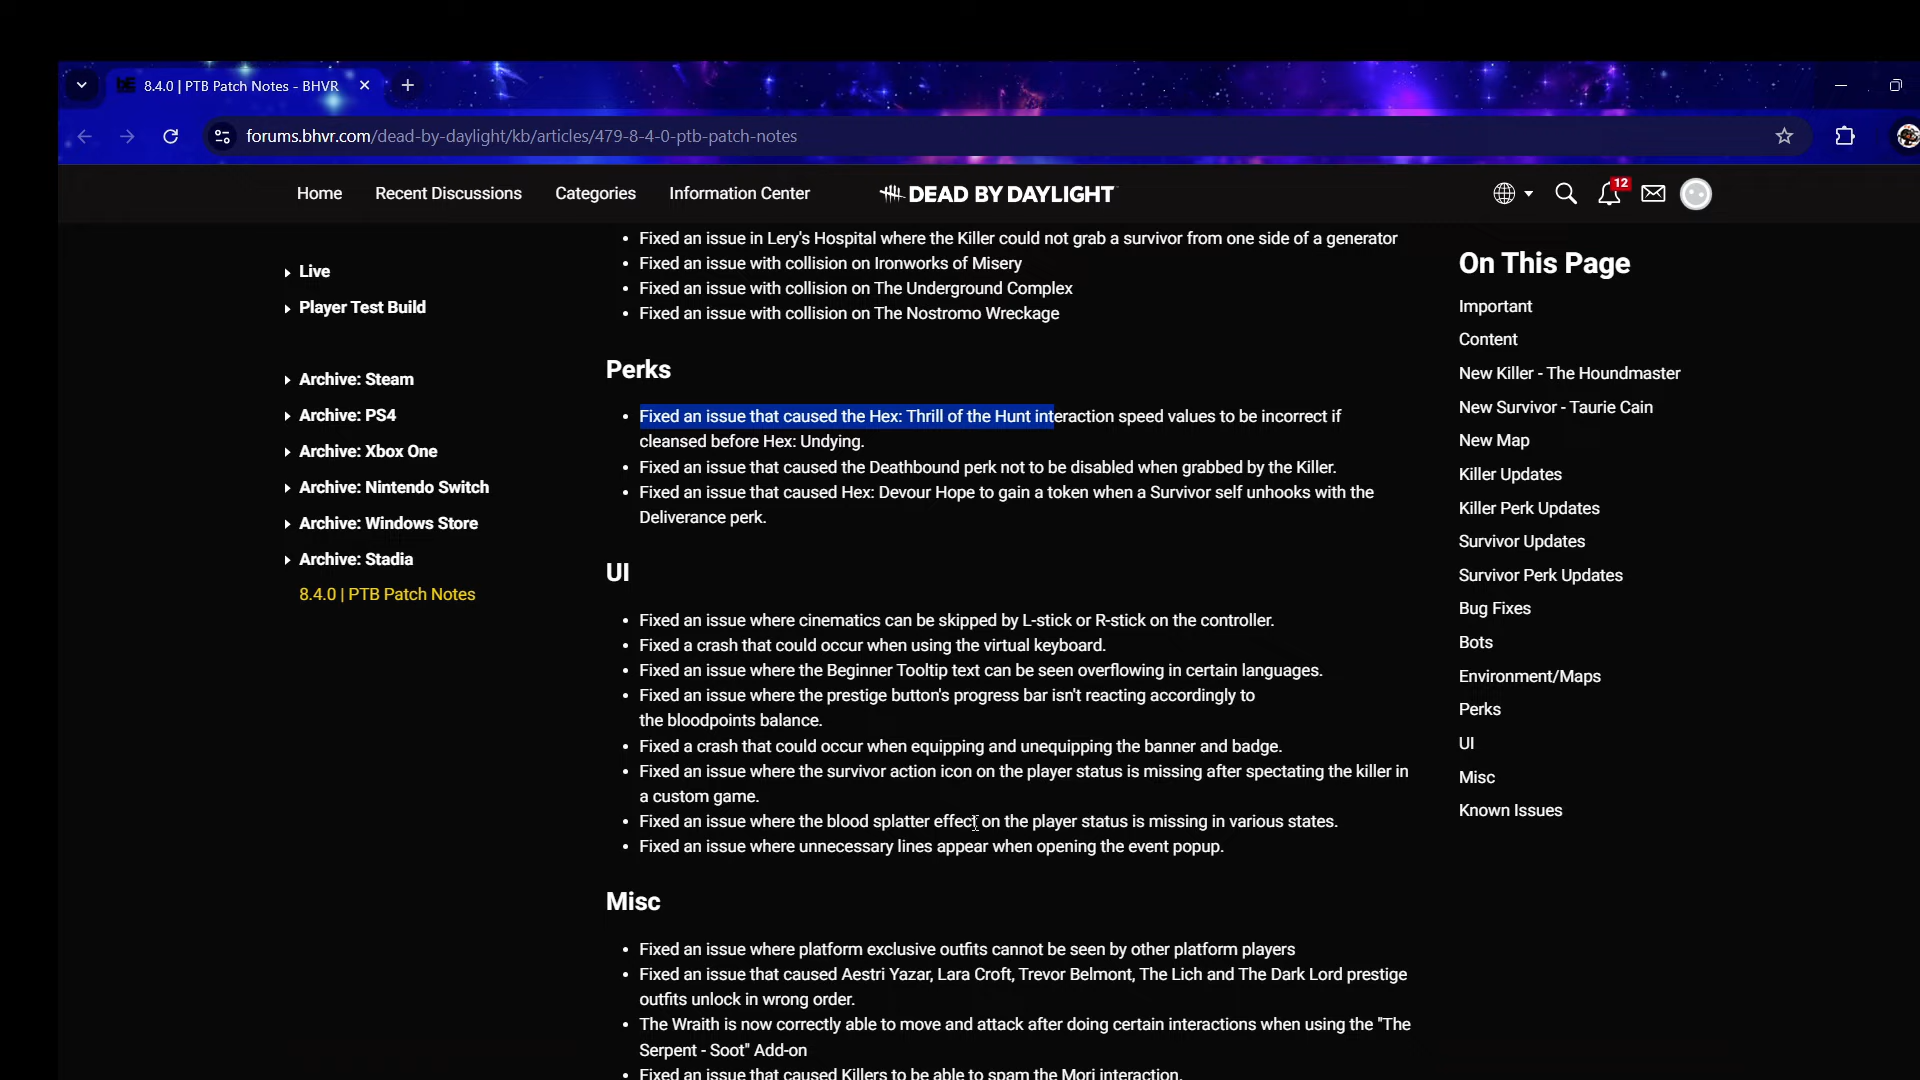 8.4.0 | PTB Patch Notes - BHVR
forums.bhvr.com/dead-by-daylight/kb/articles/479-8-4-0-ptb-patch-notes
Home Recent Discussions Categories Information Center DEAD BY DAYLIGHT 12
Live
Player Test Build
Archive: Steam
Archive: PS4
Archive: Xbox One
Archive: Nintendo Switch
Archive: Windows Store
Archive: Stadia
8.4.0 | PTB Patch Notes
• Fixed an issue in Lery's Hospital where the Killer could not grab a survivor from one side of a generator
• Fixed an issue with collision on Ironworks of Misery
• Fixed an issue with collision on The Underground Complex
• Fixed an issue with collision on The Nostromo Wreckage
Perks
• Fixed an issue that caused the Hex: Thrill of the Hunt interaction speed values to be incorrect if
cleansed before Hex: Undying.
• Fixed an issue that caused the Deathbound perk not to be disabled when grabbed by the Killer.
• Fixed an issue that caused Hex: Devour Hope to gain a token when a Survivor self unhooks with the
Deliverance perk.
UI
• Fixed an issue where cinematics can be skipped by L-stick or R-stick on the controller.
• Fixed a crash that could occur when using the virtual keyboard.
• Fixed an issue where the Beginner Tooltip text can be seen overflowing in certain languages.
• Fixed an issue where the prestige button's progress bar isn't reacting accordingly to
the bloodpoints balance.
• Fixed a crash that could occur when equipping and unequipping the banner and badge.
• Fixed an issue where the survivor action icon on the player status is missing after spectating the killer in
a custom game.
• Fixed an issue where the blood splatter effect on the player status is missing in various states.
• Fixed an issue where unnecessary lines appear when opening the event popup.
Misc
• Fixed an issue where platform exclusive outfits cannot be seen by other platform players
• Fixed an issue that caused Aestri Yazar, Lara Croft, Trevor Belmont, The Lich and The Dark Lord prestige
outfits unlock in wrong order.
• The Wraith is now correctly able to move and attack after doing certain interactions when using the "The
Serpent - Soot" Add-on
• Fixed an issue that caused Killers to be able to spam the Mori interaction.
On This Page
Important
Content
New Killer - The Houndmaster
New Survivor - Taurie Cain
New Map
Killer Updates
Killer Perk Updates
Survivor Updates
Survivor Perk Updates
Bug Fixes
Bots
Environment/Maps
Perks
UI
Misc
Known Issues